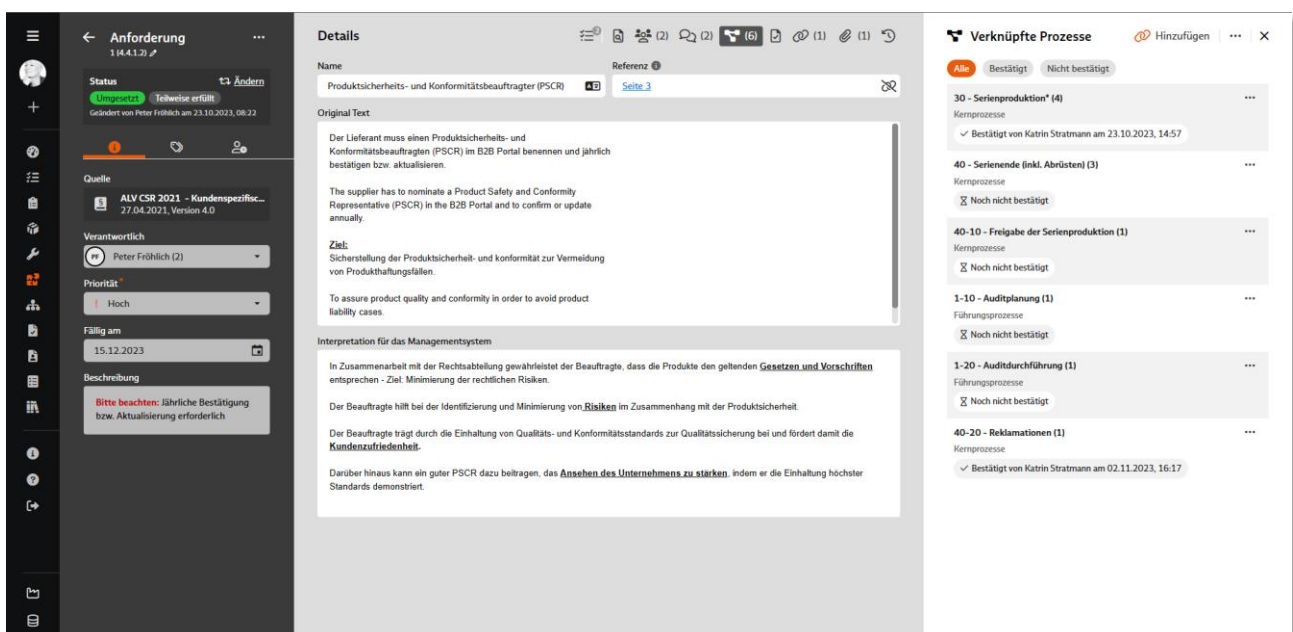 Anforderung
1 (4.4.1.2)
Status
Ändern
Umgesetzt
Teilweise erfüllt
Geändert von Peter Fröhlich am 23.10.2023, 08:22
Quelle
ALV CSR 2021 - Kundenspezifisc...
27.04.2021, Version 4.0
Verantwortlich
PF Peter Fröhlich (2)
Priorität *
! Hoch
Fällig am
15.12.2023
Beschreibung
Bitte beachten: Jährliche Bestätigung
bzw. Aktualisierung erforderlich
Details
(2) (2) (6) (1) (1)
Name
Produktsicherheits- und Konformitätsbeauftragter (PSCR)
Referenz
Seite 3
Original Text
Der Lieferant muss einen Produktsicherheits- und
Konformitätsbeauftragten (PSCR) im B2B Portal benennen und jährlich
bestätigen bzw. aktualisieren.
The supplier has to nominate a Product Safety and Conformity
Representative (PSCR) in the B2B Portal and to confirm or update
annually.
Ziel:
Sicherstellung der Produktsicherheit- und konformität zur Vermeidung
von Produkthaftungsfällen.
To assure product quality and conformity in order to avoid product
liability cases.
Interpretation für das Managementsystem
In Zusammenarbeit mit der Rechtsabteilung gewährleistet der Beauftragte, dass die Produkte den geltenden Gesetzen und Vorschriften
entsprechen - Ziel: Minimierung der rechtlichen Risiken.
Der Beauftragte hilft bei der Identifizierung und Minimierung von Risiken im Zusammenhang mit der Produktsicherheit.
Der Beauftragte trägt durch die Einhaltung von Qualitäts- und Konformitätsstandards zur Qualitätssicherung bei und fördert damit die
Kundenzufriedenheit.
Darüber hinaus kann ein guter PSCR dazu beitragen, das Ansehen des Unternehmens zu stärken, indem er die Einhaltung höchster
Standards demonstriert.
Verknüpfte Prozesse
Hinzufügen
Alle
Bestätigt
Nicht bestätigt
30 - Serienproduktion* (4)
Kernprozesse
Bestätigt von Katrin Stratmann am 23.10.2023, 14:57
40 - Serienende (inkl. Abrüsten) (3)
Kernprozesse
Noch nicht bestätigt
40-10 - Freigabe der Serienproduktion (1)
Kernprozesse
Noch nicht bestätigt
1-10 - Auditplanung (1)
Führungsprozesse
Noch nicht bestätigt
1-20 - Auditdurchführung (1)
Führungsprozesse
Noch nicht bestätigt
40-20 - Reklamationen (1)
Kernprozesse
Bestätigt von Katrin Stratmann am 02.11.2023, 16:17